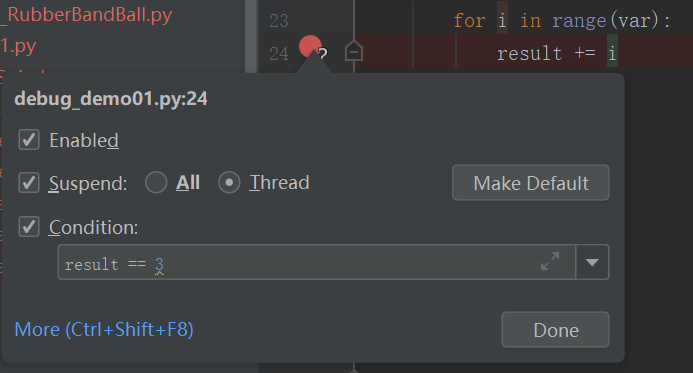 _RubberBandBall.py
23 for i in range(var):
1.py
24 result += i
?
debug_demo01.py:24
Enabled
Suspend: All Thread Make Default
Condition:
result == 3
More (Ctrl+Shift+F8) Done